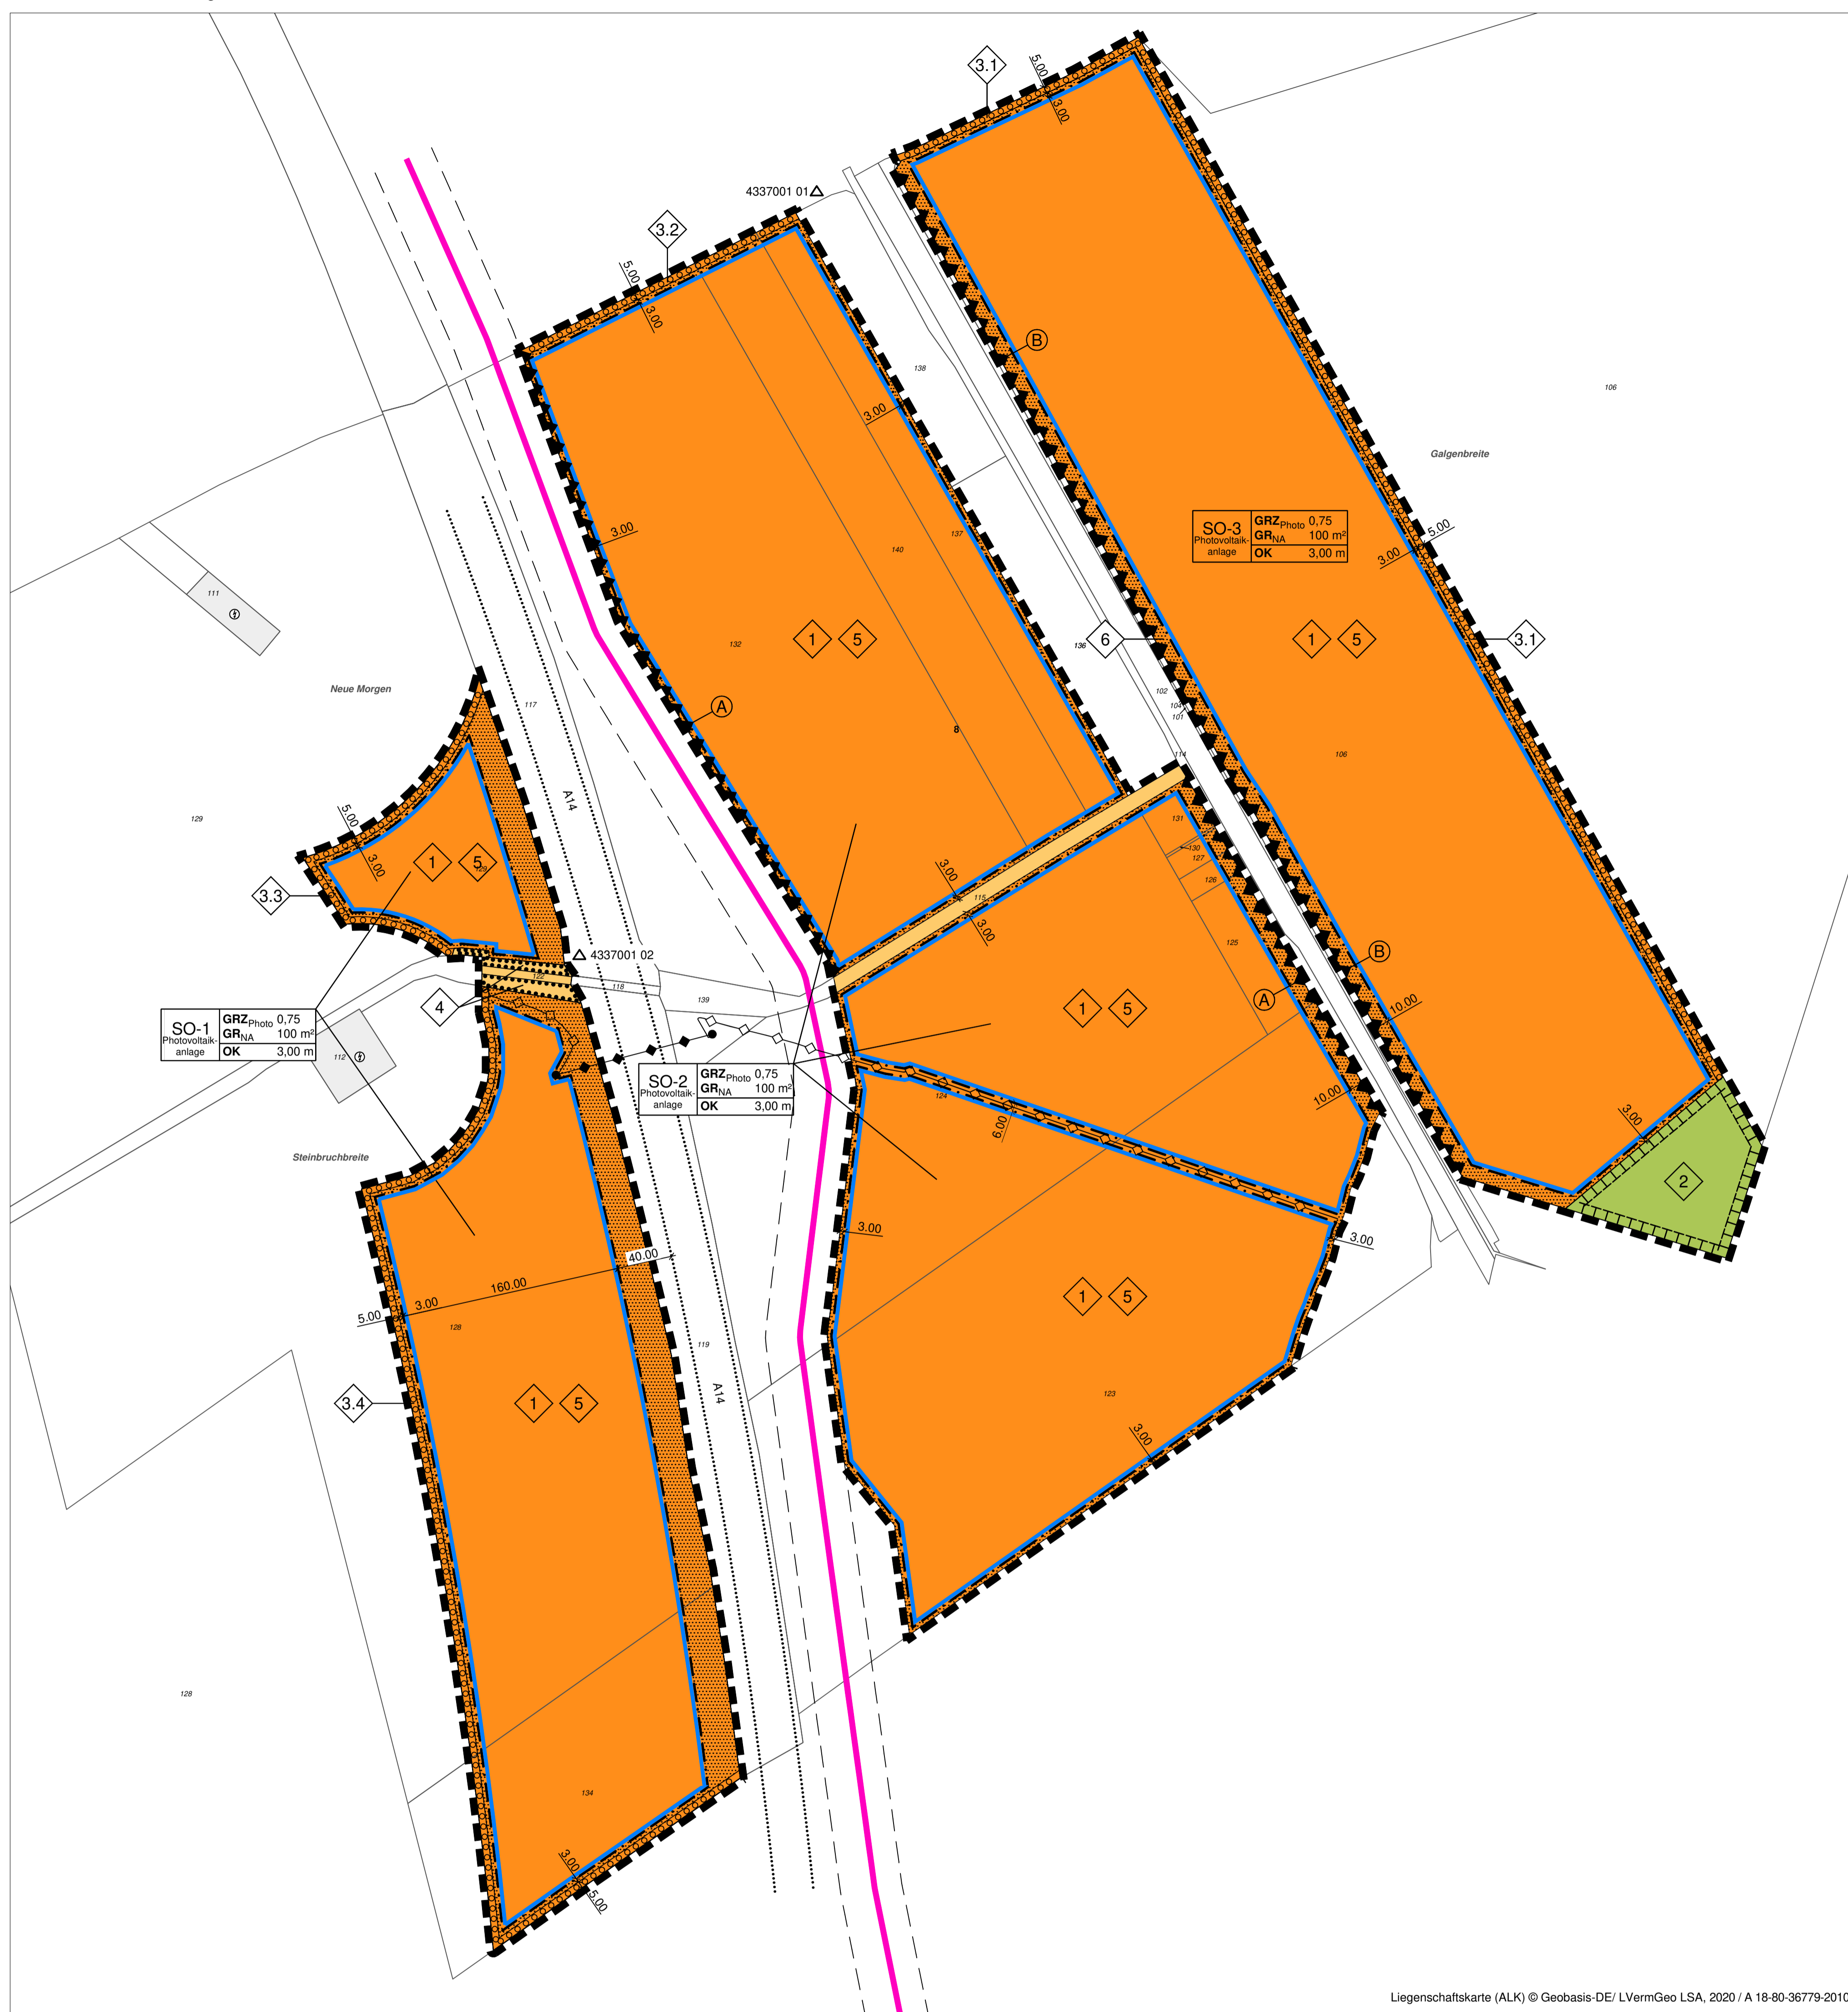 3.1
5.00
3.00
4337001 01
3.2
5.00
3.00
B
138
106
3.00
Galgenbreite
SO-3
Photovoltaik-
anlage
GRZPhoto 0,75
GRNA 100 m²
OK 3,00 m
5.00
3.00
3.00
137
140
111
132
1
5
6
136
1
5
3.1
Neue Morgen
102
104
101
117
A
8
114
106
A14
129
5.00
3.00
131
130
127
126
1
5
129
3.00
115
3.00
3.3
125
B
4337001 02
122
118
139
A
10.00
4
1
5
SO-1
Photovoltaik-
anlage
GRZPhoto 0,75
GRNA 100 m²
OK 3,00 m
112
SO-2
Photovoltaik-
anlage
GRZPhoto 0,75
GRNA 100 m²
OK 3,00 m
124
6.00
10.00
3.00
Steinbruchbreite
2
3.00
3.00
40.00
160.00
3.00
5.00
128
1
5
119
A14
3.4
1
5
123
3.00
128
134
3.00
5.00
Liegenschaftskarte (ALK) © Geobasis-DE/ LVermGeo LSA, 2020 / A 18-80-36779-2010